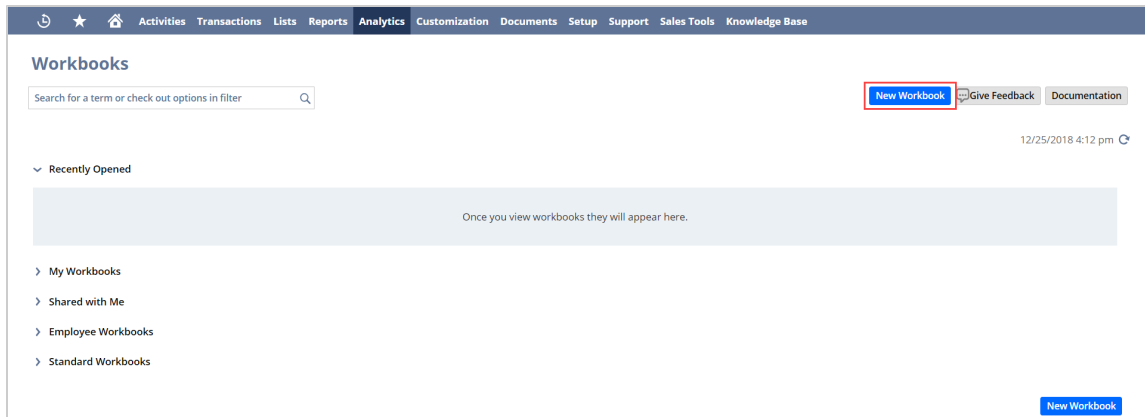 Activities Transactions Lists Reports Analytics Customization Documents Setup Support Sales Tools Knowledge Base
Workbooks
Search for a term or check out options in filter
New Workbook Give Feedback Documentation
12/25/2018 4:12 pm
Recently Opened
Once you view workbooks they will appear here.
My Workbooks
Shared with Me
Employee Workbooks
Standard Workbooks
New Workbook